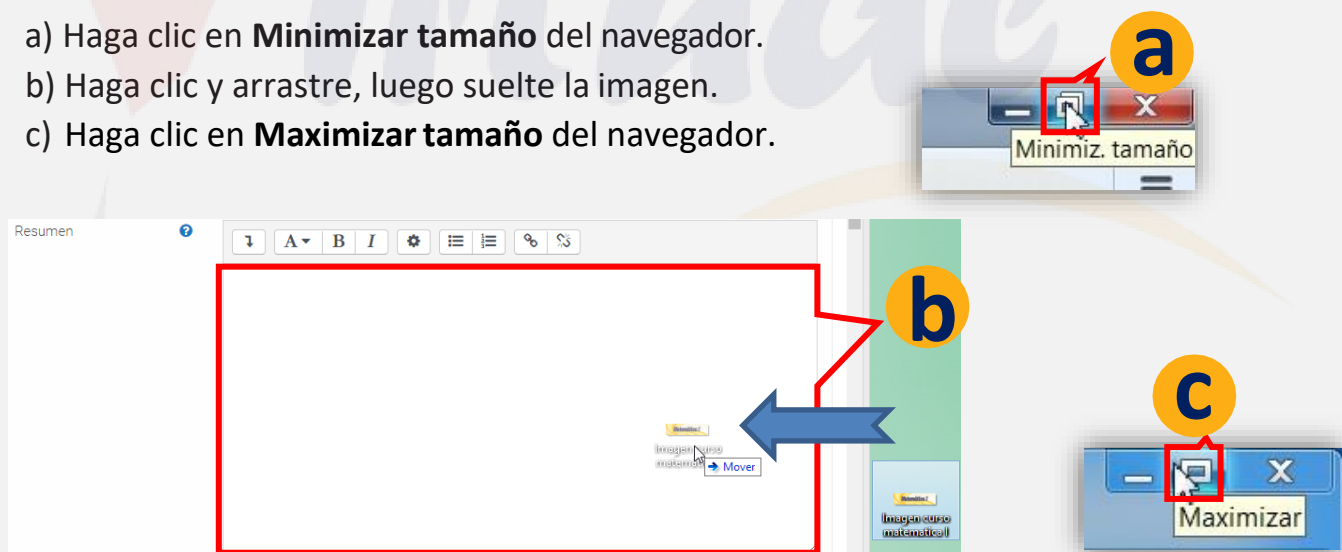 a) Haga clic en Minimizar tamaño del navegador.
b) Haga clic y arrastre, luego suelte la imagen.
c) Haga clic en Maximizar tamaño del navegador.
a
X
Minimiz. tamaño
Resumen ?
A B I
b
Imagen curso
Mover
Imagen curso
matematica I
c
X
Maximizar